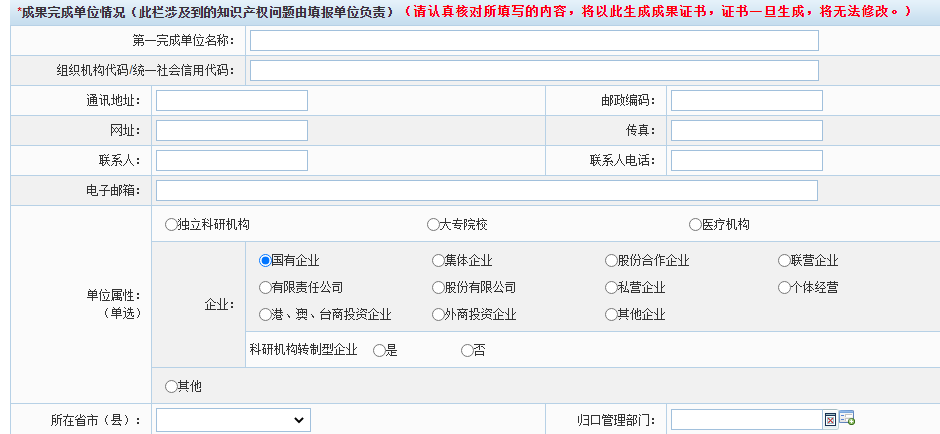 *成果完成单位情况（此栏涉及到的知识产权问题由填报单位负责）（请认真核对所填写的内容，将以此生成成果证书，证书一旦生成，将无法修改。）
第一完成单位名称：
组织机构代码/统一社会信用代码：
通讯地址： 邮政编码：
网址： 传真：
联系人： 联系人电话：
电子邮箱：
独立科研机构 大专院校 医疗机构
国有企业 集体企业 股份合作企业 联营企业
有限责任公司 股份有限公司 私营企业 个体经营
单位属性：
（单选）
企业：
港、澳、台商投资企业 外商投资企业 其他企业
科研机构转制型企业 是 否
其他
所在省市（县）： 归口管理部门：